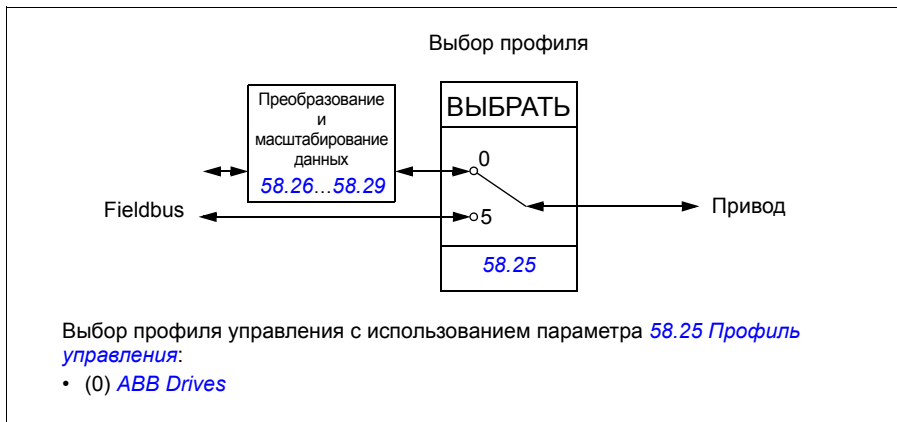 Выбор профиля
Преобразование
и
масштабирование
данных
58.26...58.29
ВЫБРАТЬ
0
5
58.25
Fieldbus
Привод
Выбор профиля управления с использованием параметра 58.25 Профиль
управления:
• (0) ABB Drives